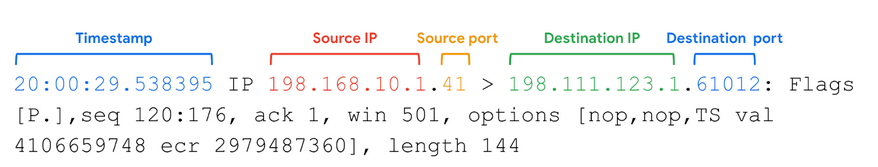 Timestamp Source IP Source port Destination IP Destination port
20:00:29.538395 IP 198.168.10.1.41 > 198.111.123.1.61012: Flags
[P.],seq 120:176, ack 1, win 501, options [nop,nop,TS val
4106659748 ecr 2979487360], length 144